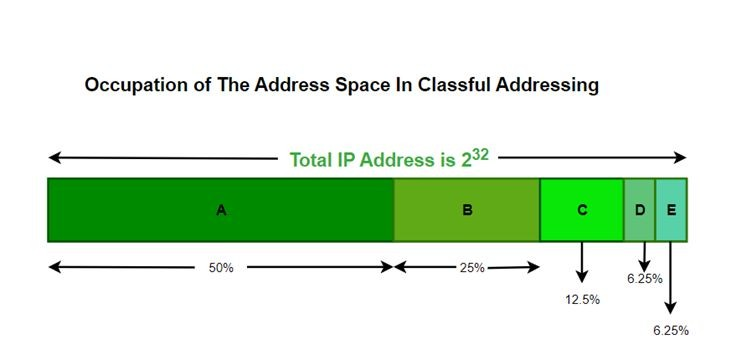 Occupation of The Address Space In Classful Addressing
Total IP Address is 2³²
A B C D E
50% 25%
6.25%
12.5%
6.25%